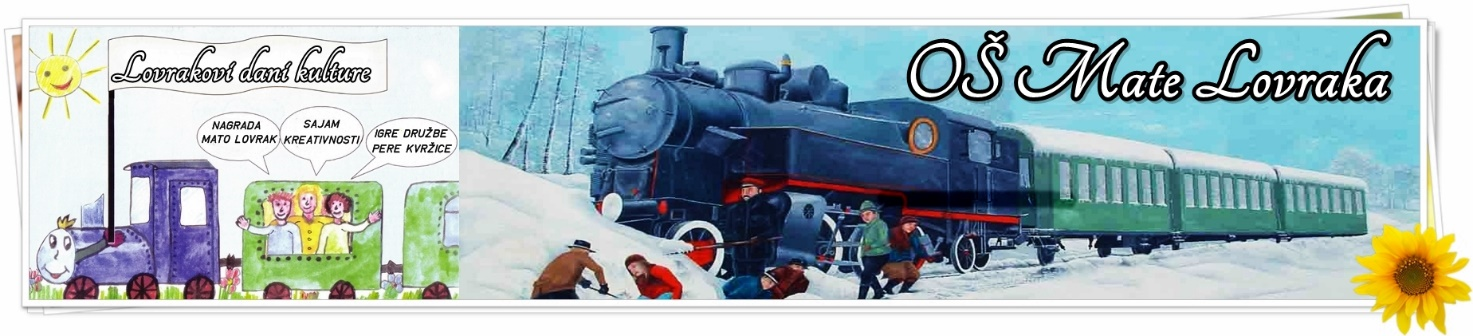 Lovrakovi dani kulture
NAGRADA
MATO LOVRAK
SAJAM
KREATIVNOSTI
IGRE DRUŽBE
PERE KVRŽICE
OŠ Mate Lovraka